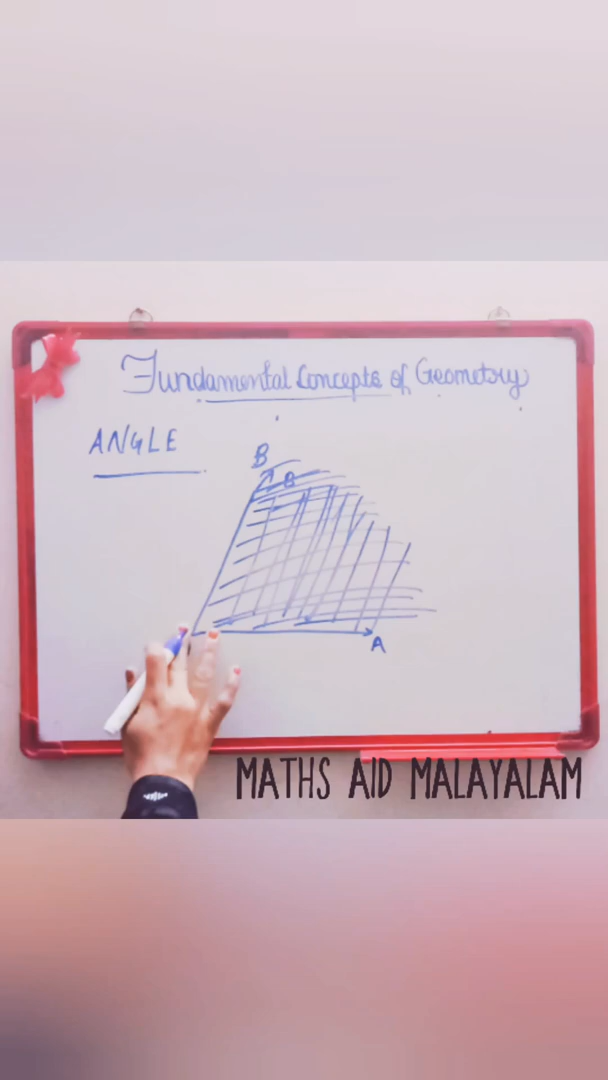 Fundamental Concepts of Geometry
ANGLE
B
B
A
MATHS AID MALAYALAM